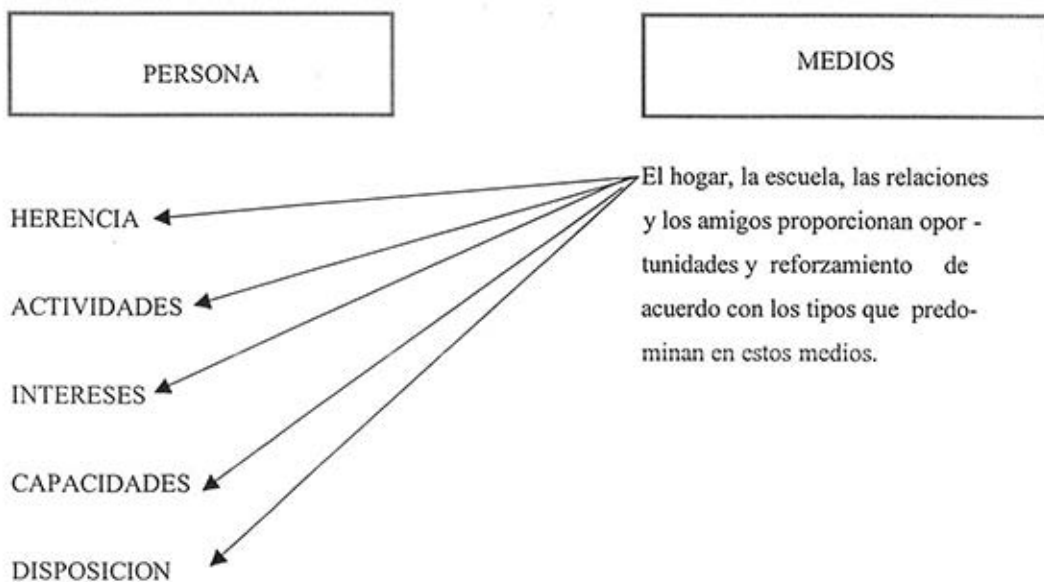 PERSONA
MEDIOS
HERENCIA
ACTIVIDADES
INTERESES
CAPACIDADES
DISPOSICION
El hogar, la escuela, las relaciones
y los amigos proporcionan opor -
tunidades y reforzamiento de
acuerdo con los tipos que predo-
minan en estos medios.